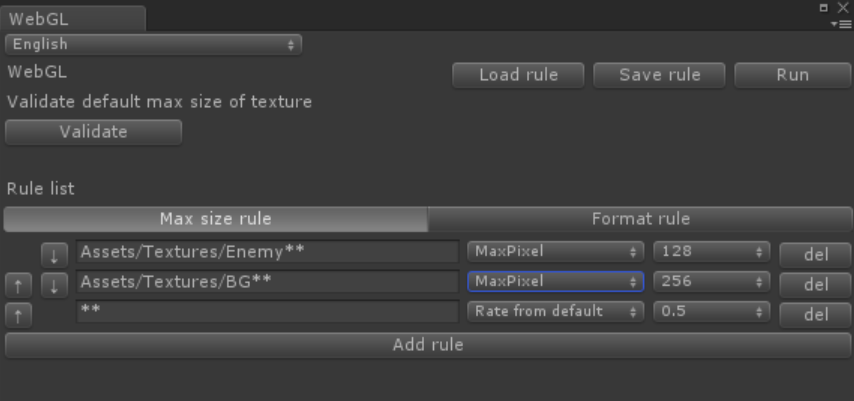 WebGL
English
WebGL Load rule Save rule Run
Validate default max size of texture
Validate
Rule list
Max size rule Format rule
↓ Assets/Textures/Enemy** MaxPixel 128 del
↑ ↓ Assets/Textures/BG** MaxPixel 256 del
↑ ** Rate from default 0.5 del
Add rule